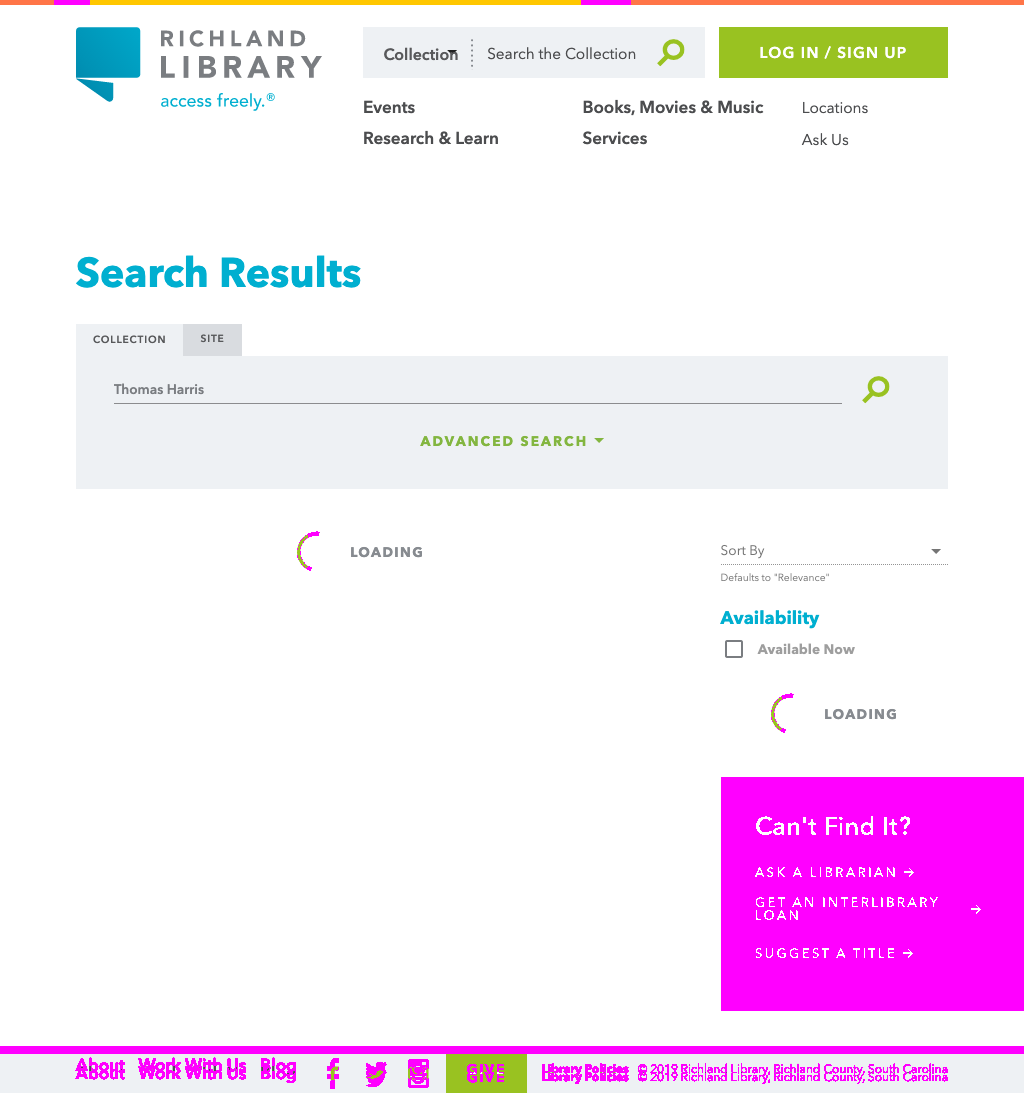 RICHLAND
LIBRARY
access freely.®
Collection
Search the Collection
LOG IN / SIGN UP
Events
Books, Movies & Music
Locations
Research & Learn
Services
Ask Us
Search Results
COLLECTION
SITE
Thomas Harris
ADVANCED SEARCH
LOADING
Sort By
Defaults to "Relevance"
Availability
Available Now
LOADING
Can't Find It?
ASK A LIBRARIAN →
GET AN INTERLIBRARY
LOAN →
SUGGEST A TITLE →
About Work With Us Blog GIVE Library Policies © 2019 Richland Library, Richland County, South Carolina